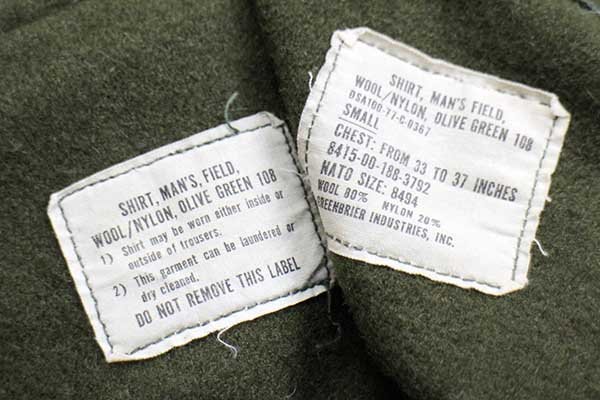 SHIRT, MAN'S, FIELD,
WOOL/NYLON, OLIVE GREEN 108
1) Shirt may be worn either inside or
outside of trousers.
2) This garment can be laundered or
dry cleaned.
DO NOT REMOVE THIS LABEL
SHIRT, MAN'S FIELD,
WOOL/NYLON, OLIVE GREEN 108
DSA100-77-C-0367
SMALL
CHEST: FROM 33 TO 37 INCHES
8415-00-188-3792
NATO SIZE: 8494
WOOL 80% NYLON 20%
GREENBRIER INDUSTRIES, INC.